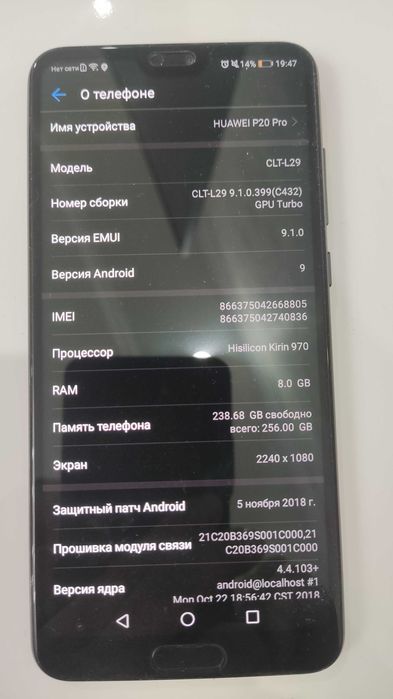 Нет сети 14% 19:47
О телефоне
Имя устройства HUAWEI P20 Pro
Модель CLT-L29
Номер сборки CLT-L29 9.1.0.399(C432)
GPU Turbo
Версия EMUI 9.1.0
Версия Android 9
IMEI 866375042668805
866375042740836
Процессор Hisilicon Kirin 970
RAM 8.0 GB
Память телефона 238.68 GB свободно
всего: 256.00 GB
Экран 2240 x 1080
Защитный патч Android 5 ноября 2018 г.
Прошивка модуля связи 21C20B369S001C000,21
C20B369S001C000
Версия ядра 4.4.103+
android@localhost #1
Mon Oct 22 18:56:42 CST 2018